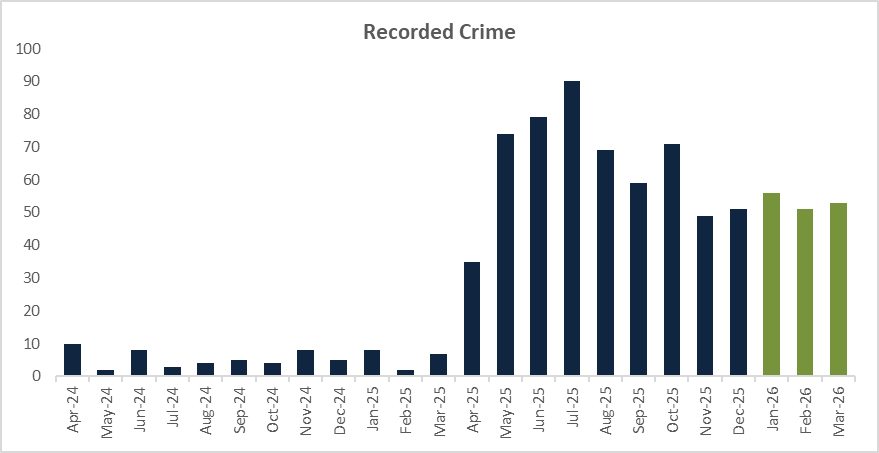 Recorded Crime
100
90
80
70
60
50
40
30
20
10
0
Apr-24
May-24
Jun-24
Jul-24
Aug-24
Sep-24
Oct-24
Nov-24
Dec-24
Jan-25
Feb-25
Mar-25
Apr-25
May-25
Jun-25
Jul-25
Aug-25
Sep-25
Oct-25
Nov-25
Dec-25
Jan-26
Feb-26
Mar-26